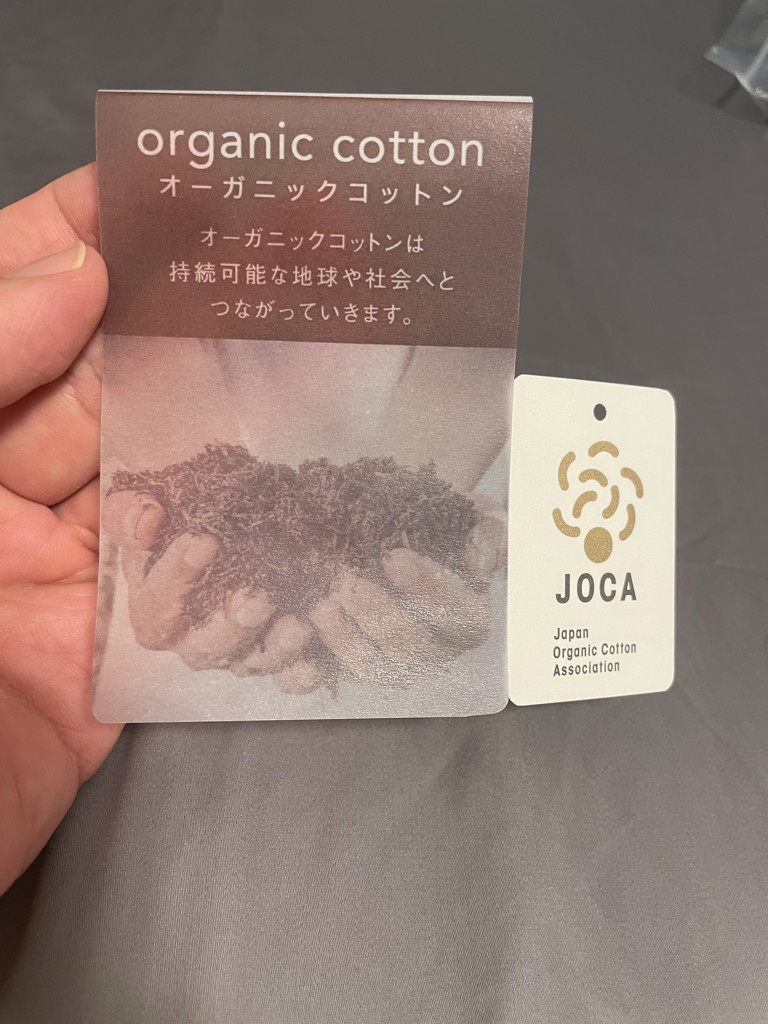 organic cotton
オーガニックコットン
オーガニックコットンは
持続可能な地球や社会へと
つながっていきます。
JOCA
Japan
Organic Cotton
Association